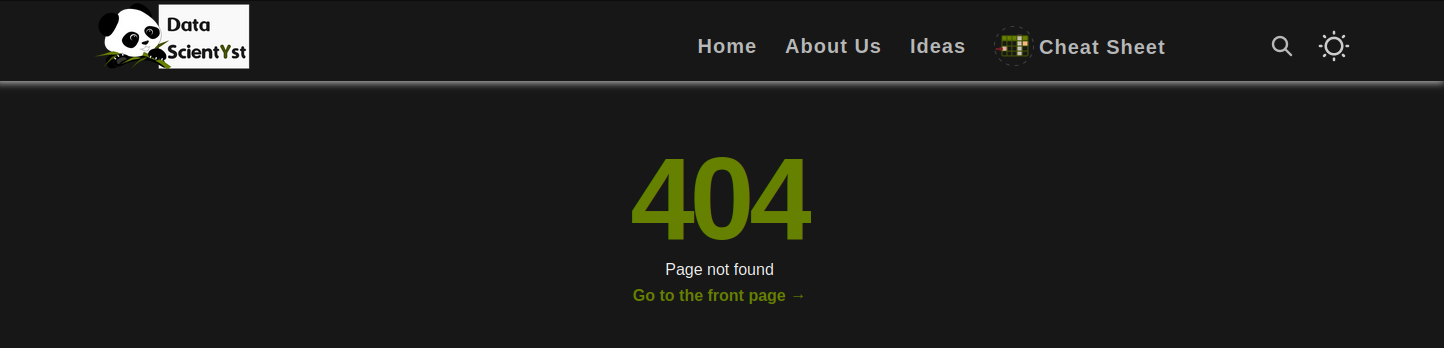 Data
ScientYst
Home About Us Ideas Cheat Sheet
404
Page not found
Go to the front page →